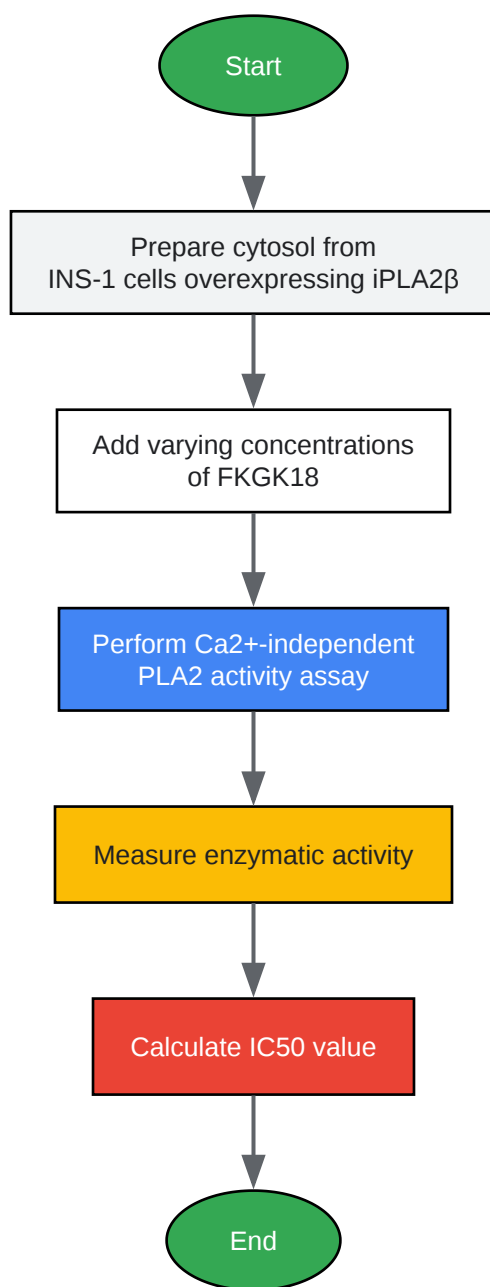 Start
Prepare cytosol from
INS-1 cells overexpressing iPLA2β
Add varying concentrations
of FKGK18
Perform Ca2+-independent
PLA2 activity assay
Measure enzymatic activity
Calculate IC50 value
End